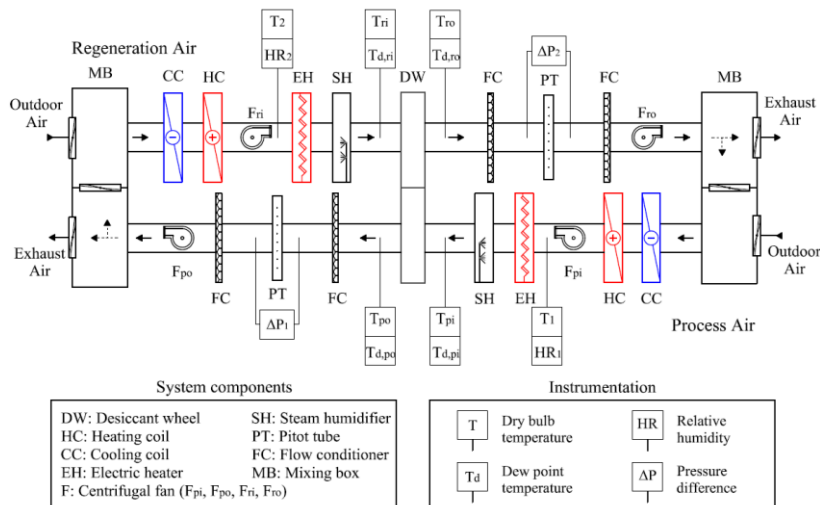 T2
HR2
Tri
Td,ri
Tro
Td,ro
ΔP2
Regeneration Air
MB
CC
HC
EH
SH
DW
FC
PT
FC
MB
Outdoor
Air
Fri
Fro
Exhaust
Air
Exhaust
Air
Fpo
Fpi
Outdoor
Air
FC
PT
FC
SH
EH
HC
CC
ΔP1
Tpo
Td,po
Tpi
Td,pi
T1
HR1
Process Air
System components
DW: Desiccant wheel
HC: Heating coil
CC: Cooling coil
EH: Electric heater
F: Centrifugal fan (Fpi, Fpo, Fri, Fro)
SH: Steam humidifier
PT: Pitot tube
FC: Flow conditioner
MB: Mixing box
Instrumentation
T
Dry bulb
temperature
HR
Relative
humidity
Td
Dew point
temperature
ΔP
Pressure
difference